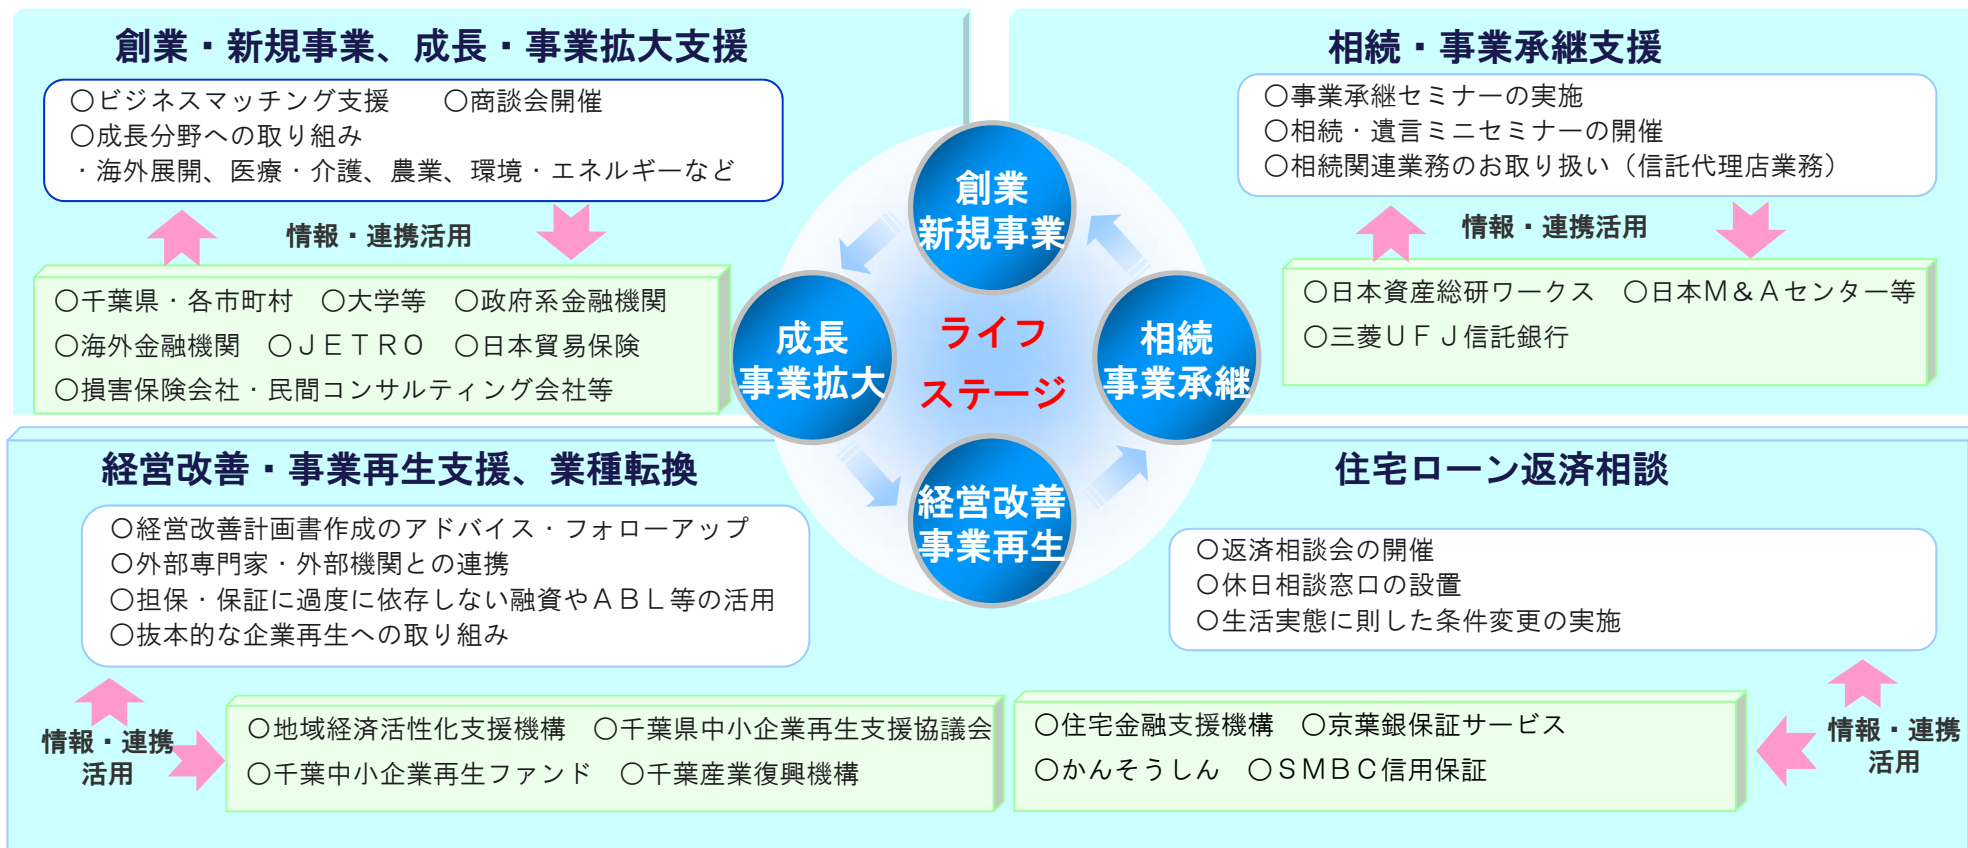 創業・新規事業、成長・事業拡大支援
○ビジネスマッチング支援　　○商談会開催
○成長分野への取り組み
・海外展開、医療・介護、農業、環境・エネルギーなど
情報・連携活用
○千葉県・各市町村　○大学等　○政府系金融機関
○海外金融機関　○ＪＥＴＲＯ　○日本貿易保険
○損害保険会社・民間コンサルティング会社等
相続・事業承継支援
○事業承継セミナーの実施
○相続・遺言ミニセミナーの開催
○相続関連業務のお取り扱い（信託代理店業務）
情報・連携活用
○日本資産総研ワークス　○日本Ｍ＆Ａセンター等
○三菱ＵＦＪ信託銀行
創業
新規事業
成長
事業拡大
ライフ
ステージ
相続
事業承継
経営改善
事業再生
経営改善・事業再生支援、業種転換
○経営改善計画書作成のアドバイス・フォローアップ
○外部専門家・外部機関との連携
○担保・保証に過度に依存しない融資やＡＢＬ等の活用
○抜本的な企業再生への取り組み
情報・連携
活用
○地域経済活性化支援機構　○千葉県中小企業再生支援協議会
○千葉中小企業再生ファンド　○千葉産業復興機構
住宅ローン返済相談
○返済相談会の開催
○休日相談窓口の設置
○生活実態に則した条件変更の実施
○住宅金融支援機構　○京葉銀保証サービス
○かんそうしん　○ＳＭＢＣ信用保証
情報・連携
活用